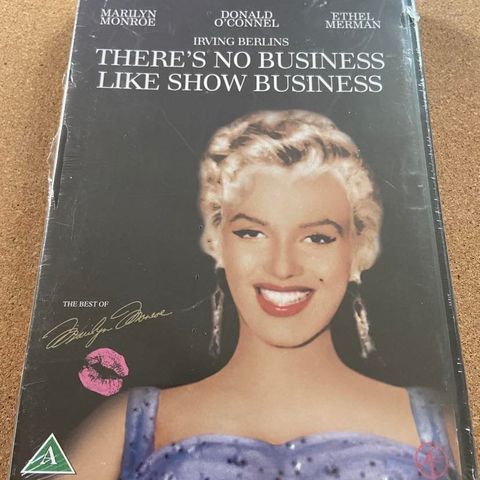 MARILYN DONALD ETHEL
MONROE O'CONNEL MERMAN
IRVING BERLINS
THERE'S NO BUSINESS
LIKE SHOW BUSINESS
THE BEST OF
Marilyn Monroe
A